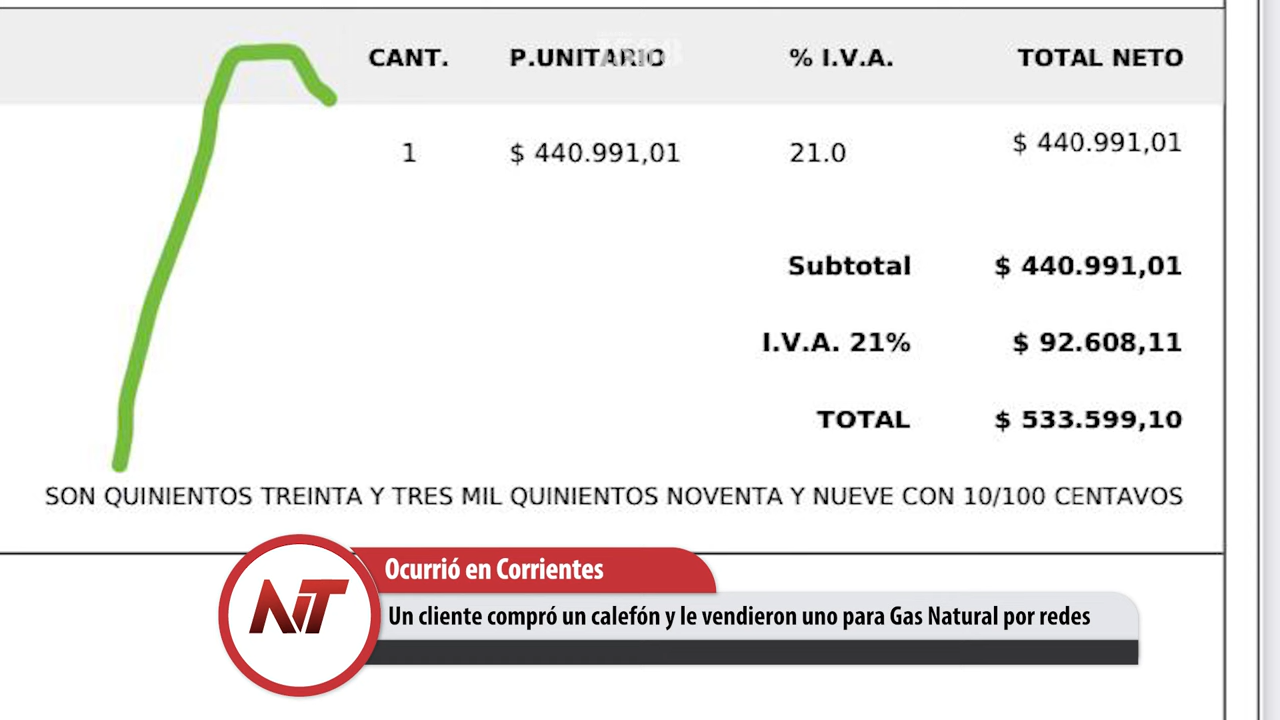 CANT. P.UNITARIO % I.V.A. TOTAL NETO
1 $ 440.991,01 21.0 $ 440.991,01
Subtotal $ 440.991,01
I.V.A. 21% $ 92.608,11
TOTAL $ 533.599,10
SON QUINIENTOS TREINTA Y TRES MIL QUINIENTOS NOVENTA Y NUEVE CON 10/100 CENTAVOS
NT
Ocurrió en Corrientes
Un cliente compró un calefón y le vendieron uno para Gas Natural por redes